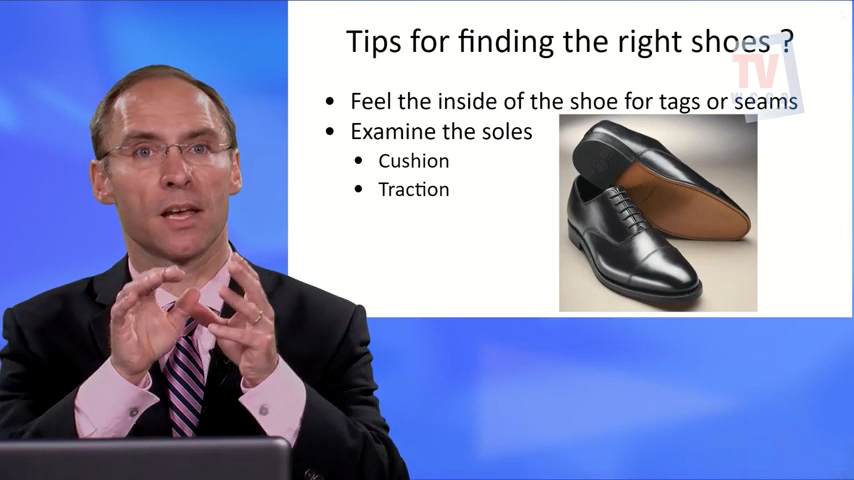 Tips for finding the right shoes ?
• Feel the inside of the shoe for tags or seams
• Examine the soles
• Cushion
• Traction
TV